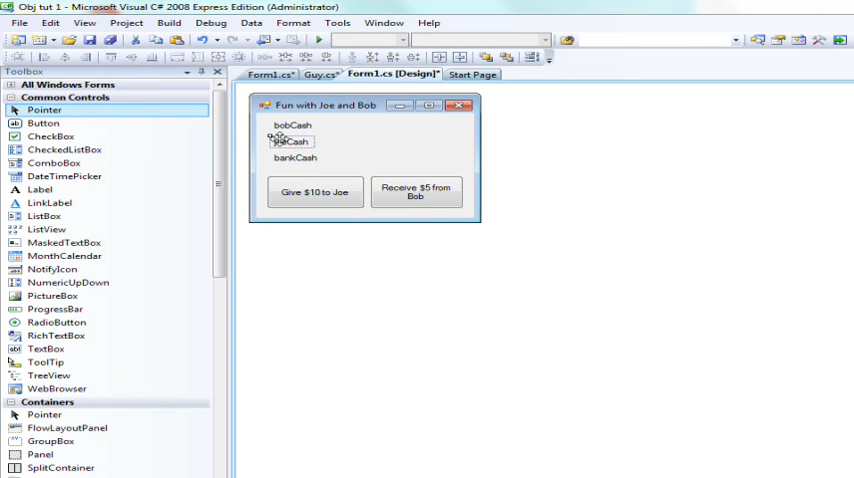 Obj tut 1 - Microsoft Visual C# 2008 Express Edition (Administrator)
File Edit View Project Build Debug Data Format Tools Window Help
Toolbox
Form1.cs* Guy.cs* Form1.cs [Design]* Start Page
All Windows Forms
Common Controls
Pointer
Button
CheckBox
CheckedListBox
ComboBox
DateTimePicker
Label
LinkLabel
ListBox
ListView
MaskedTextBox
MonthCalendar
NotifyIcon
NumericUpDown
PictureBox
ProgressBar
RadioButton
RichTextBox
TextBox
ToolTip
TreeView
WebBrowser
Containers
Pointer
FlowLayoutPanel
GroupBox
Panel
SplitContainer
Fun with Joe and Bob
bobCash
bankCash
Give $10 to Joe
Receive $5 from
Bob